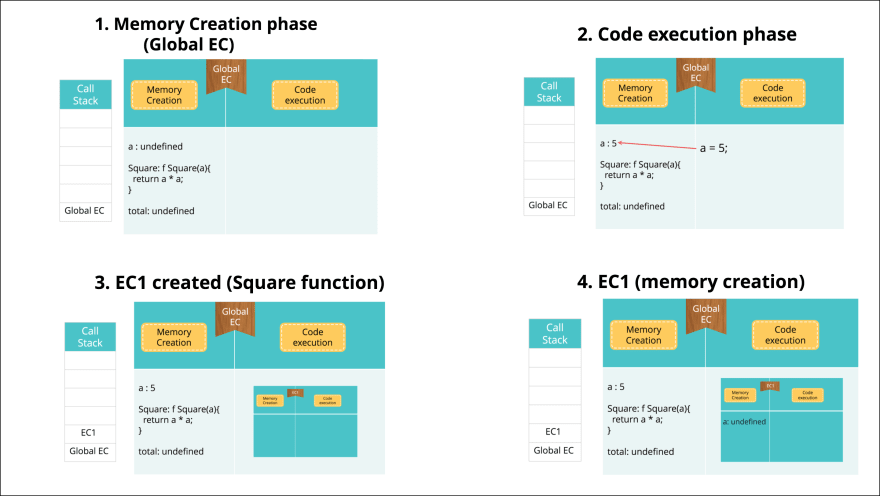 1. Memory Creation phase
(Global EC)
Call
Stack
Global EC
Memory
Creation
Global
EC
Code
execution
a : undefined
Square: f Square(a){
return a * a;
}
total: undefined
2. Code execution phase
Call
Stack
Global EC
Memory
Creation
Global
EC
Code
execution
a : 5
a = 5;
Square: f Square(a){
return a * a;
}
total: undefined
3. EC1 created (Square function)
Call
Stack
EC1
Global EC
Memory
Creation
Global
EC
Code
execution
a : 5
Square: f Square(a){
return a * a;
}
total: undefined
Memory
Creation
EC1
Code
execution
4. EC1 (memory creation)
Call
Stack
EC1
Global EC
Memory
Creation
Global
EC
Code
execution
a : 5
Square: f Square(a){
return a * a;
}
total: undefined
Memory
Creation
EC1
Code
execution
a: undefined